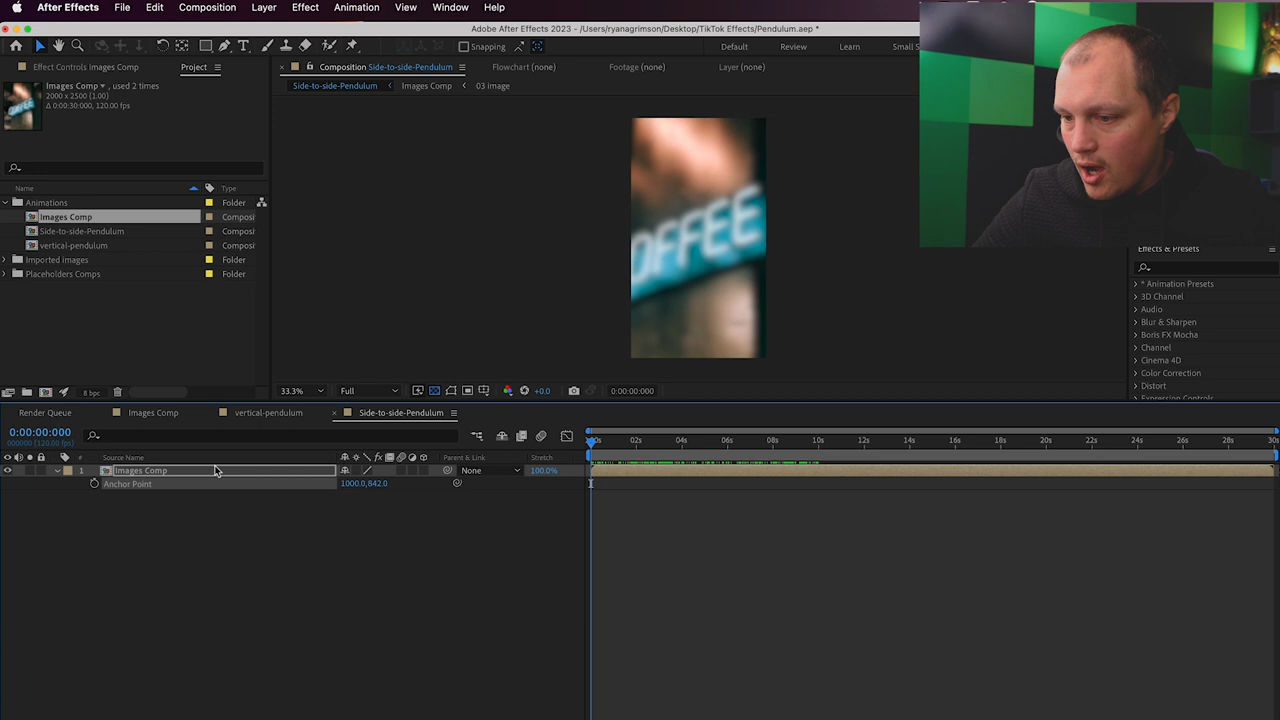 After Effects File Edit Composition Layer Effect Animation View Window Help
Adobe After Effects 2023 - /Users/ryanagrimson/Desktop/TikTok Effects/Pendulum.aep *
Snapping Default Review Learn Small S
Effect Controls Images Comp Project Composition Side-to-side-Pendulum Flowchart (none) Footage (none) Layer (none)
Images Comp , used 2 times
2000 x 2500 (1.00)
Δ 0:00:30:000, 120.00 fps
Side-to-side-Pendulum Images Comp 03 image
COFFEE
OFFEE
Name Type
Animations Folder
Images Comp Composi
Side-to-side-Pendulum Composi
vertical-pendulum Composi
Imported images Folder
Placeholders Comps Folder
8 bpc
33.3% Full +0.0 0:00:00:000
Effects & Presets
* Animation Presets
3D Channel
Audio
Blur & Sharpen
Boris FX Mocha
Channel
Cinema 4D
Color Correction
Distort
Expression Controls
Render Queue Images Comp vertical-pendulum Side-to-side-Pendulum
0:00:00:000
000000 (120.00 fps)
:00s 02s 04s 06s 08s 10s 12s 14s 16s 18s 20s 22s 24s 26s 28s 30s
# Source Name fx Parent & Link Stretch
1 Images Comp None 100.0%
Anchor Point 1000.0,842.0